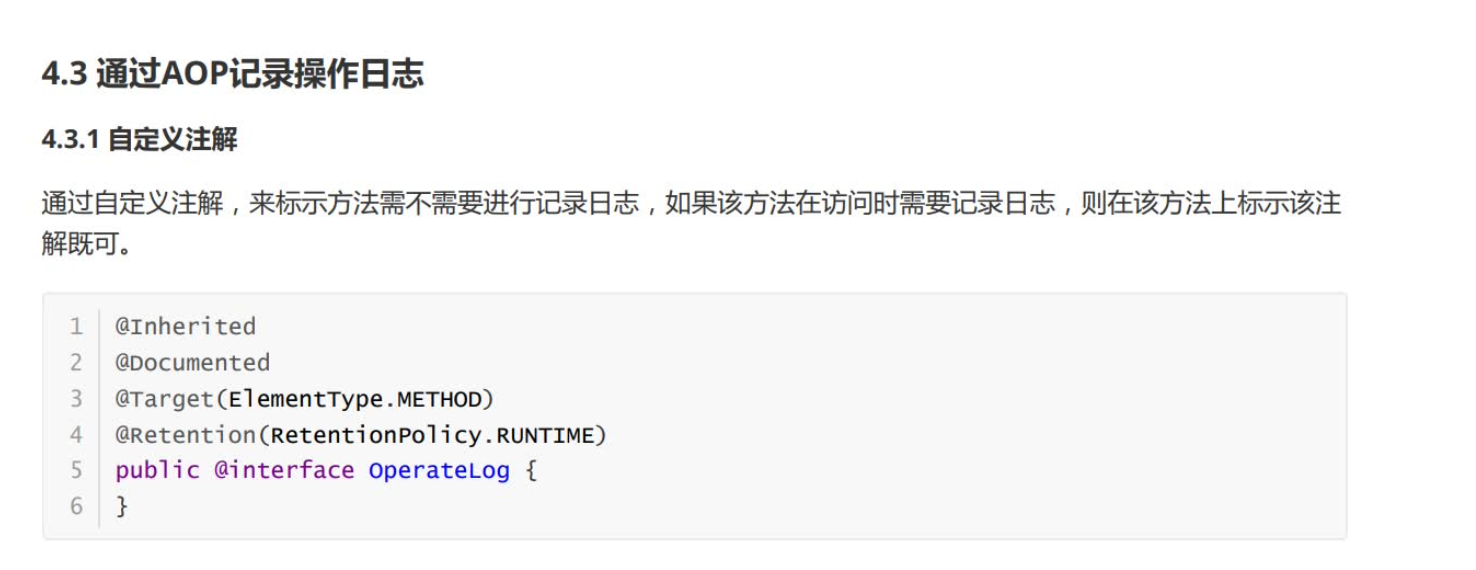 4.3 通过AOP记录操作日志
4.3.1 自定义注解
通过自定义注解，来标示方法需不需要进行记录日志，如果该方法在访问时需要记录日志，则在该方法上标示该注
解既可。
1 @Inherited
2 @Documented
3 @Target(ElementType.METHOD)
4 @Retention(RetentionPolicy.RUNTIME)
5 public @interface OperateLog {
6 }